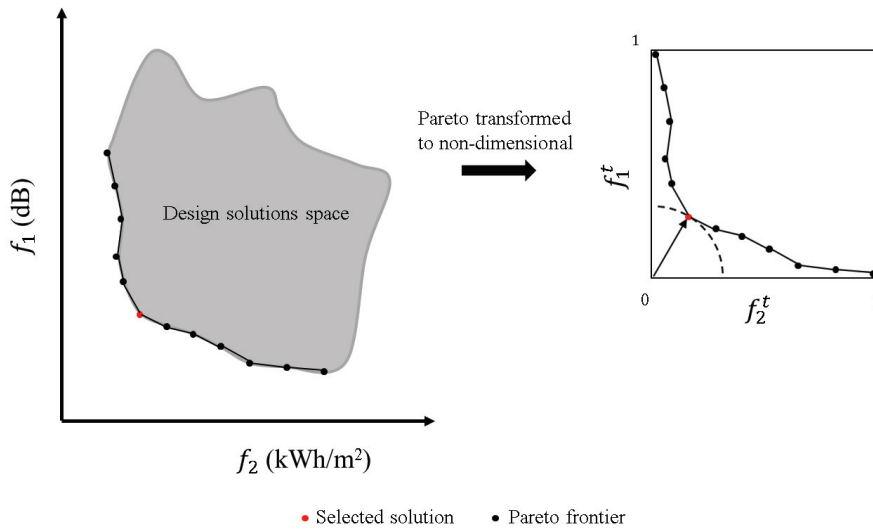 f₁ (dB)
Design solutions space
f₂ (kWh/m²)
Pareto transformed
to non-dimensional
1
f₁ᵗ
0
f₂ᵗ
Selected solution
Pareto frontier